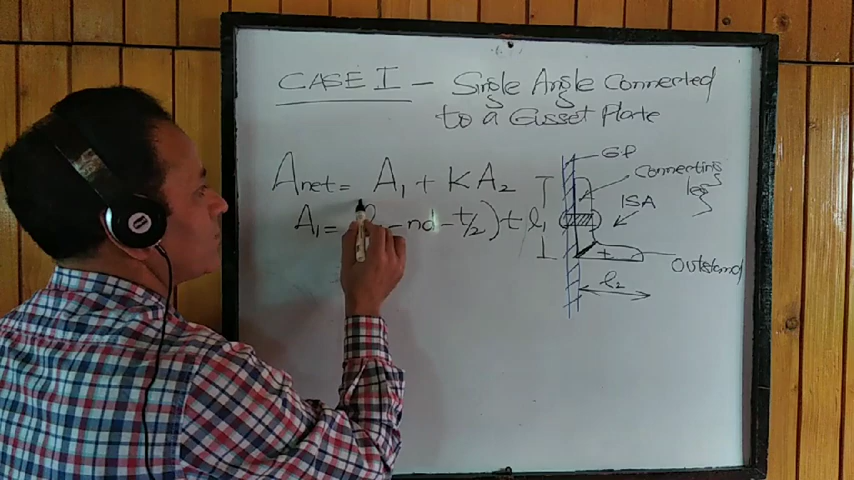 CASE I - Single Angle Connected
to a Gusset Plate
Anet = A1 + K A2
A1 = l - nd - t/2) t
GP
Connecting
leg
ISA
l1
t
Outstand
l2